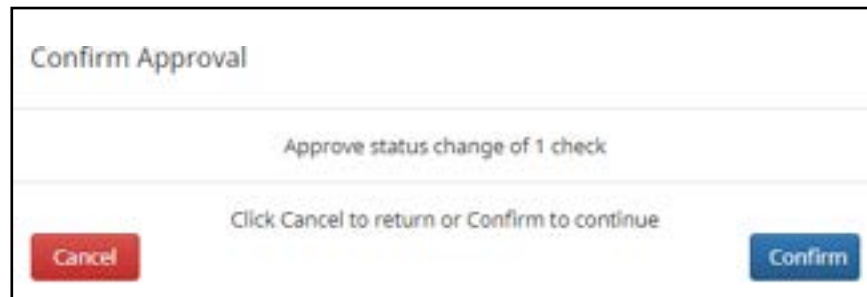 Confirm Approval
Approve status change of 1 check
Click Cancel to return or Confirm to continue
Cancel
Confirm